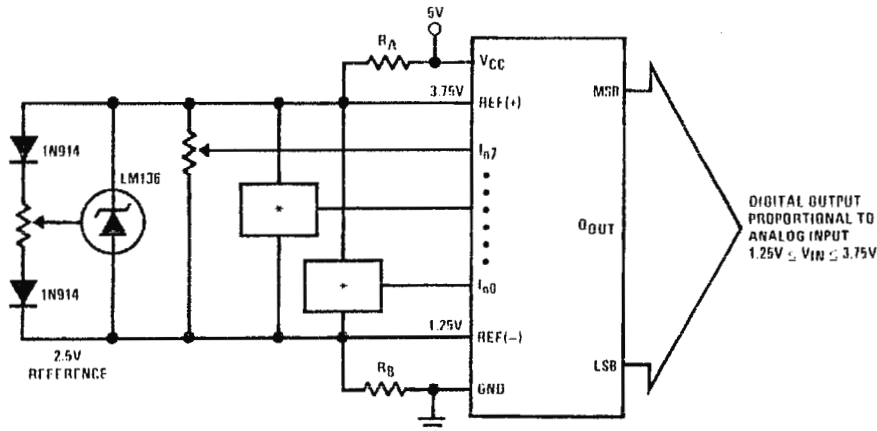 5V
RA
VCC
MSB
3.75V
REF(+)
1N914
In7
LM136
*
DIGITAL OUTPUT
PROPORTIONAL TO
ANALOG INPUT
1.25V ≤ VIN ≤ 3.75V
QOUT
*
1N914
In0
1.25V
REF(−)
2.5V
REFERENCE
RB
LSB
GND